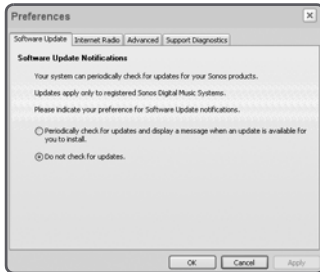 Preferences
Software Update Internet Radio Advanced Support Diagnostics
Software Update Notifications
Your system can periodically check for updates for your Sonos products.
Updates apply only to registered Sonos Digital Music Systems.
Please indicate your preference for Software Update notifications.
Periodically check for updates and display a message when an update is available for
you to install.
Do not check for updates.
OK Cancel Apply